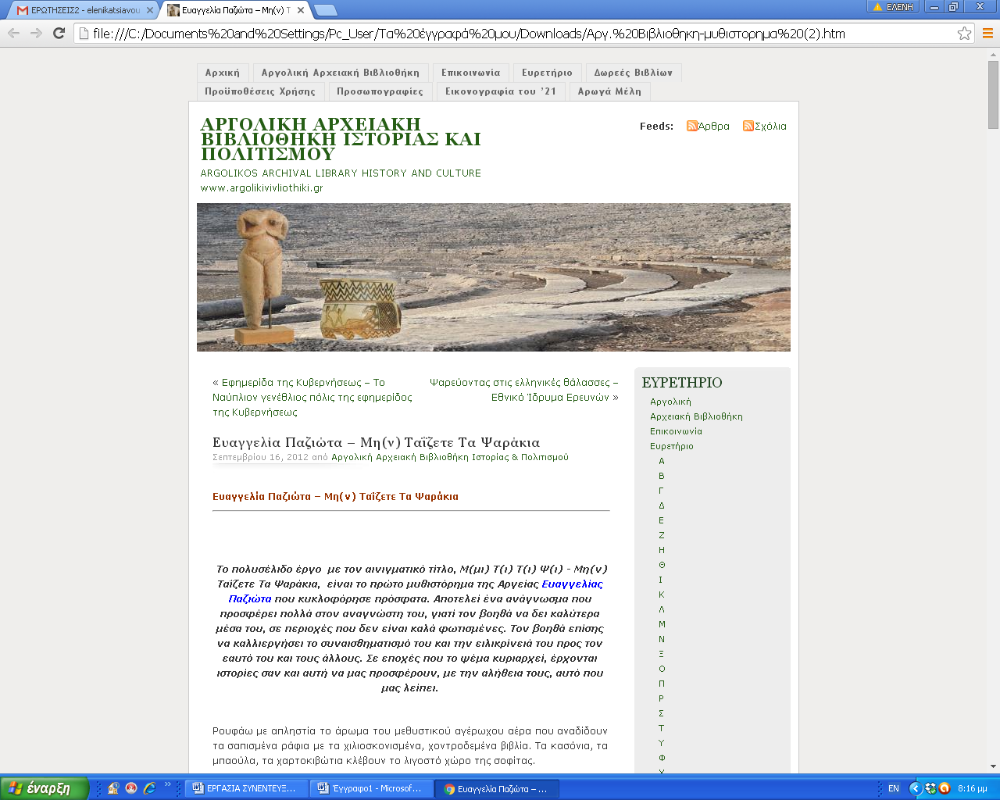 ΕΡΩΤΗΣΕΙΣ2 - elenikatsiavou
Ευαγγελία Παζιώτα – Μη(ν) Τ
ΕΛΕΝΗ
file:///C:/Documents%20and%20Settings/Pc_User/Τα%20έγγραφά%20μου/Downloads/Αργ.%20Βιβλιοθηκη-μυθιστορημα%20(2).htm
Αρχική
Αργολική Αρχειακή Βιβλιοθήκη
Επικοινωνία
Ευρετήριο
Δωρεές Βιβλίων
Προϋποθέσεις Χρήσης
Προσωπογραφίες
Εικονογραφία του ’21
Αρωγά Μέλη
ΑΡΓΟΛΙΚΗ ΑΡΧΕΙΑΚΗ
ΒΙΒΛΙΟΘΗΚΗ ΙΣΤΟΡΙΑΣ ΚΑΙ
ΠΟΛΙΤΙΣΜΟΥ
ARGOLIKOS ARCHIVAL LIBRARY HISTORY AND CULTURE
www.argolikivivliothiki.gr
Feeds:
Άρθρα
Σχόλια
« Εφημερίδα της Κυβερνήσεως – Το
Ναύπλιον γενέθλιος πόλις της εφημερίδος
της Κυβερνήσεως
Ψαρεύοντας στις ελληνικές θάλασσες –
Εθνικό Ίδρυμα Ερευνών »
Ευαγγελία Παζιώτα – Μη(ν) Ταΐζετε Τα Ψαράκια
Σεπτεμβρίου 16, 2012 από Αργολική Αρχειακή Βιβλιοθήκη Ιστορίας & Πολιτισμού
Ευαγγελία Παζιώτα – Μη(ν) Ταΐζετε Τα Ψαράκια
Το πολυσέλιδο έργο  με τον αινιγματικό τίτλο, Μ(μι) Τ(ι) Τ(ι) Ψ(ι) - Μη(ν)
Ταΐζετε Τα Ψαράκια,  είναι το πρώτο μυθιστόρημα της Αργείας Ευαγγελίας
Παζιώτα που κυκλοφόρησε πρόσφατα. Αποτελεί ένα ανάγνωσμα που
προσφέρει πολλά στον αναγνώστη του, γιατί τον βοηθά να δει καλύτερα
μέσα του, σε περιοχές που δεν είναι καλά φωτισμένες. Τον βοηθά επίσης
να καλλιεργήσει το συναισθηματισμό του και την ειλικρίνειά του προς τον
εαυτό του και τους άλλους. Σε εποχές που το ψέμα κυριαρχεί, έρχονται
ιστορίες σαν και αυτή να μας προσφέρουν, με την αλήθεια τους, αυτό που
μας λείπει.
Ρουφάω με απληστία το άρωμα του μεθυστικού αγέρωχου αέρα που αναδίδουν
τα σαπισμένα ράφια με τα χιλιοσκονισμένα, χοντροδεμένα βιβλία. Τα κασόνια, τα
μπαούλα, τα χαρτοκιβώτια κλέβουν το λιγοστό χώρο της σοφίτας.
ΕΥΡΕΤΗΡΙΟ
Αργολική
Αρχειακή Βιβλιοθήκη
Επικοινωνία
Ευρετήριο
Α
Β
Γ
Δ
Ε
Ζ
Η
Θ
Ι
Κ
Λ
Μ
Ν
Ξ
Ο
Π
Ρ
Σ
Τ
Υ
Φ
Χ
έναρξη
ΕΡΓΑΣΙΑ ΣΥΝΕΝΤΕΥΞ...
Έγγραφο1 - Microsof...
Ευαγγελία Παζιώτα – ...
EN
8:16 μμ